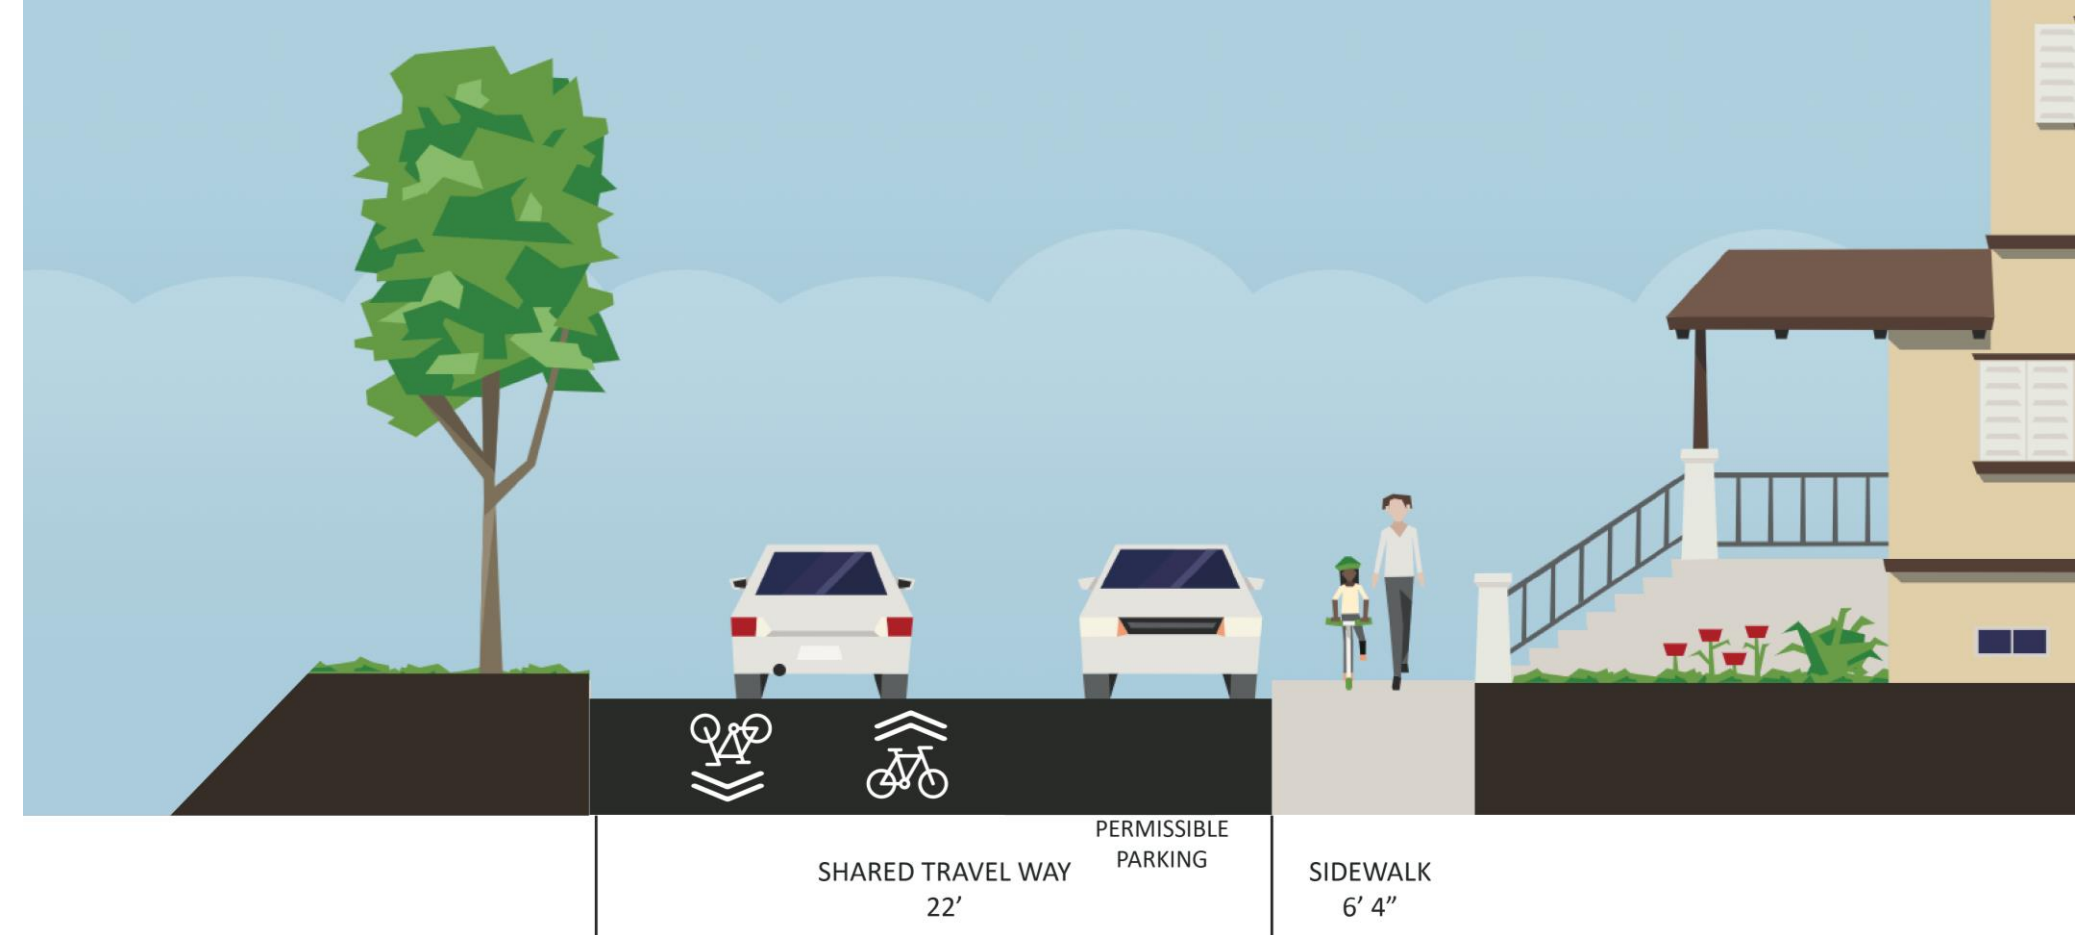 PERMISSIBLE
PARKING
SHARED TRAVEL WAY
22’
SIDEWALK
6’ 4”